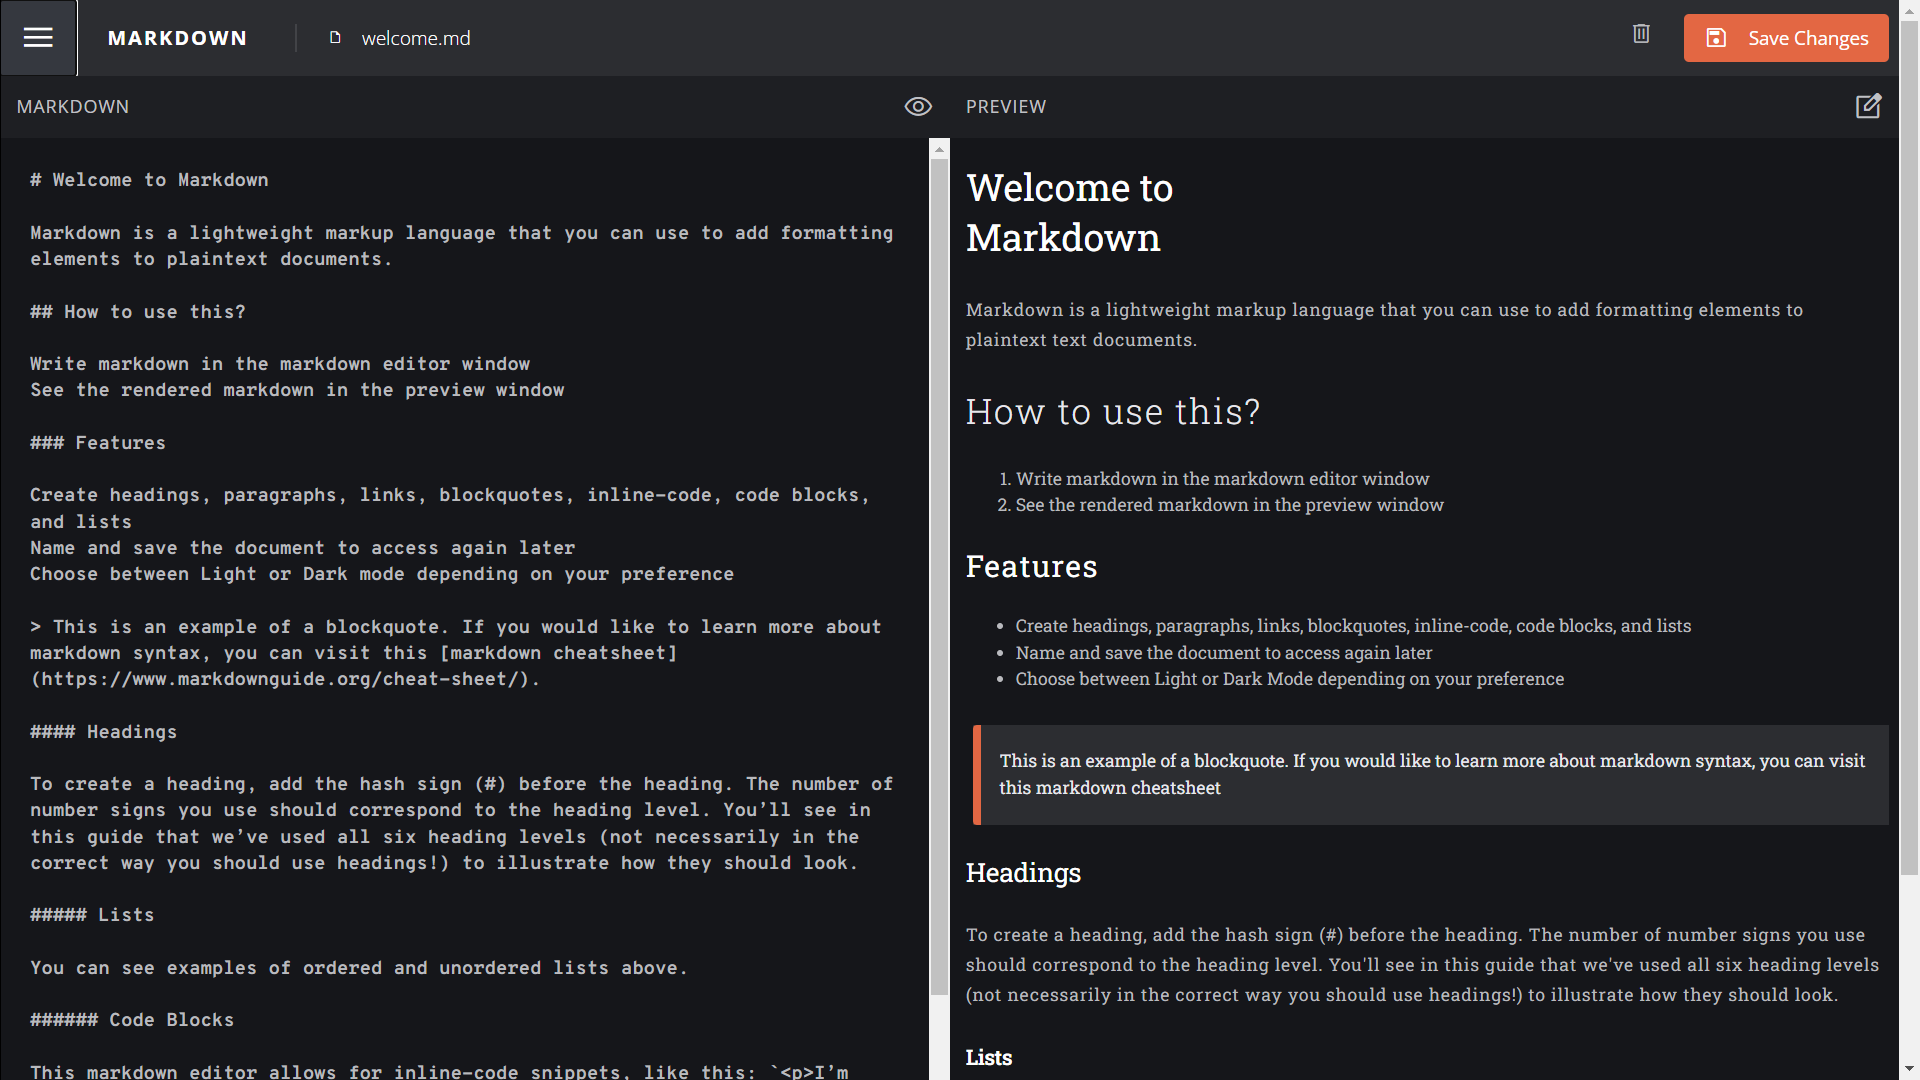 MARKDOWN
welcome.md
Save Changes
MARKDOWN
PREVIEW
# Welcome to Markdown
Markdown is a lightweight markup language that you can use to add formatting
elements to plaintext documents.
## How to use this?
Write markdown in the markdown editor window
See the rendered markdown in the preview window
### Features
Create headings, paragraphs, links, blockquotes, inline-code, code blocks,
and lists
Name and save the document to access again later
Choose between Light or Dark mode depending on your preference
> This is an example of a blockquote. If you would like to learn more about
markdown syntax, you can visit this [markdown cheatsheet]
(https://www.markdownguide.org/cheat-sheet/).
#### Headings
To create a heading, add the hash sign (#) before the heading. The number of
number signs you use should correspond to the heading level. You’ll see in
this guide that we’ve used all six heading levels (not necessarily in the
correct way you should use headings!) to illustrate how they should look.
##### Lists
You can see examples of ordered and unordered lists above.
###### Code Blocks
This markdown editor allows for inline-code snippets, like this: `<p>I’m
Welcome to
Markdown
Markdown is a lightweight markup language that you can use to add formatting elements to
plaintext text documents.
How to use this?
1. Write markdown in the markdown editor window
2. See the rendered markdown in the preview window
Features
• Create headings, paragraphs, links, blockquotes, inline-code, code blocks, and lists
• Name and save the document to access again later
• Choose between Light or Dark Mode depending on your preference
This is an example of a blockquote. If you would like to learn more about markdown syntax, you can visit
this markdown cheatsheet
Headings
To create a heading, add the hash sign (#) before the heading. The number of number signs you use
should correspond to the heading level. You'll see in this guide that we've used all six heading levels
(not necessarily in the correct way you should use headings!) to illustrate how they should look.
Lists